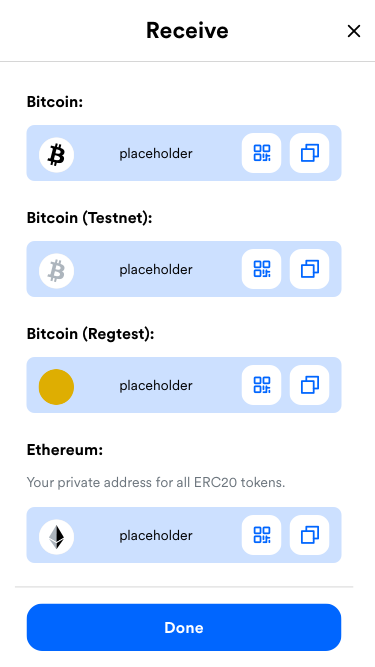 Receive
Bitcoin:
placeholder
Bitcoin (Testnet):
placeholder
Bitcoin (Regtest):
placeholder
Ethereum:
Your private address for all ERC20 tokens.
placeholder
Done